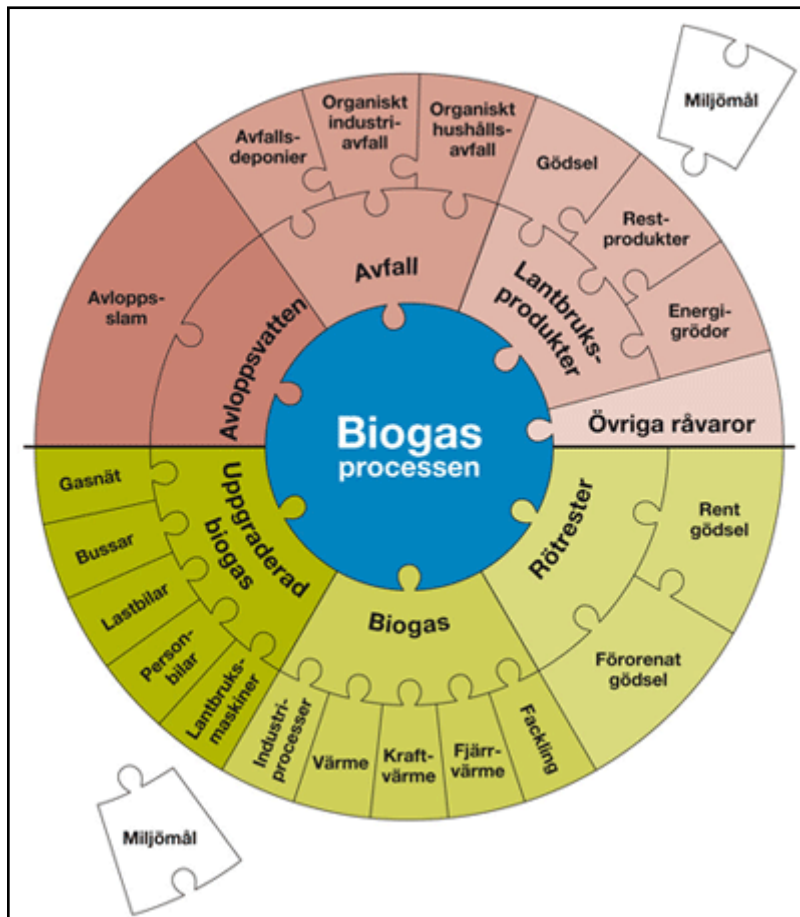 Miljömål
Organiskt
industri-
avfall
Organiskt
hushålls-
avfall
Avfalls-
deponier
Gödsel
Rest-
produkter
Energi-
grödor
Avlopps-
slam
Avfall
Lantbruks-
produkter
Avloppsvatten
Övriga råvaror
Biogas
processen
Gasnät
Bussar
Lastbilar
Person-
bilar
Lantbruks-
maskiner
Uppgraderad
biogas
Biogas
Rötrester
Rent
gödsel
Förorenat
gödsel
Industri-
processer
Värme
Kraft-
värme
Fjärr-
värme
Fackling
Miljömål